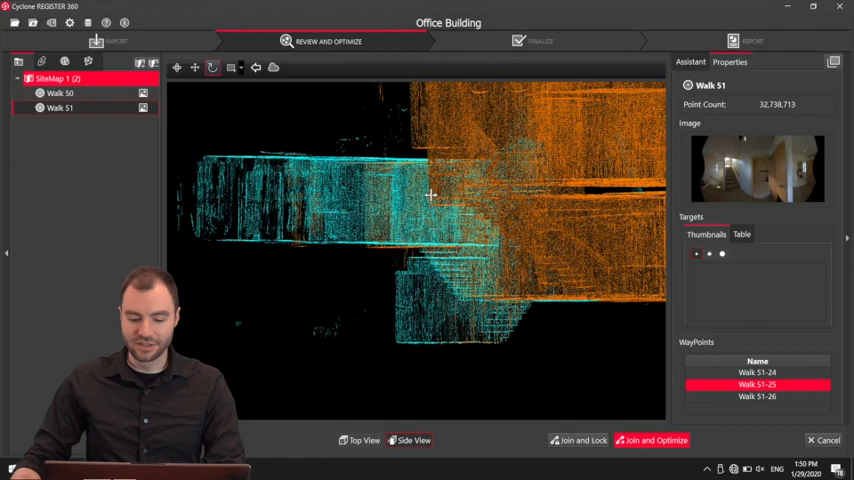 Cyclone REGISTER 360
Office Building
IMPORT
REVIEW AND OPTIMIZE
FINALIZE
REPORT
SiteMap 1 (2)
Walk 50
Walk 51
Assistant
Properties
Walk 51
Point Count:
32,738,713
Image
Targets
Thumbnails
Table
WayPoints
Name
Walk 51-24
Walk 51-25
Walk 51-26
Top View
Side View
Join and Lock
Join and Optimize
Cancel
ENG
1:50 PM
1/29/2020
18